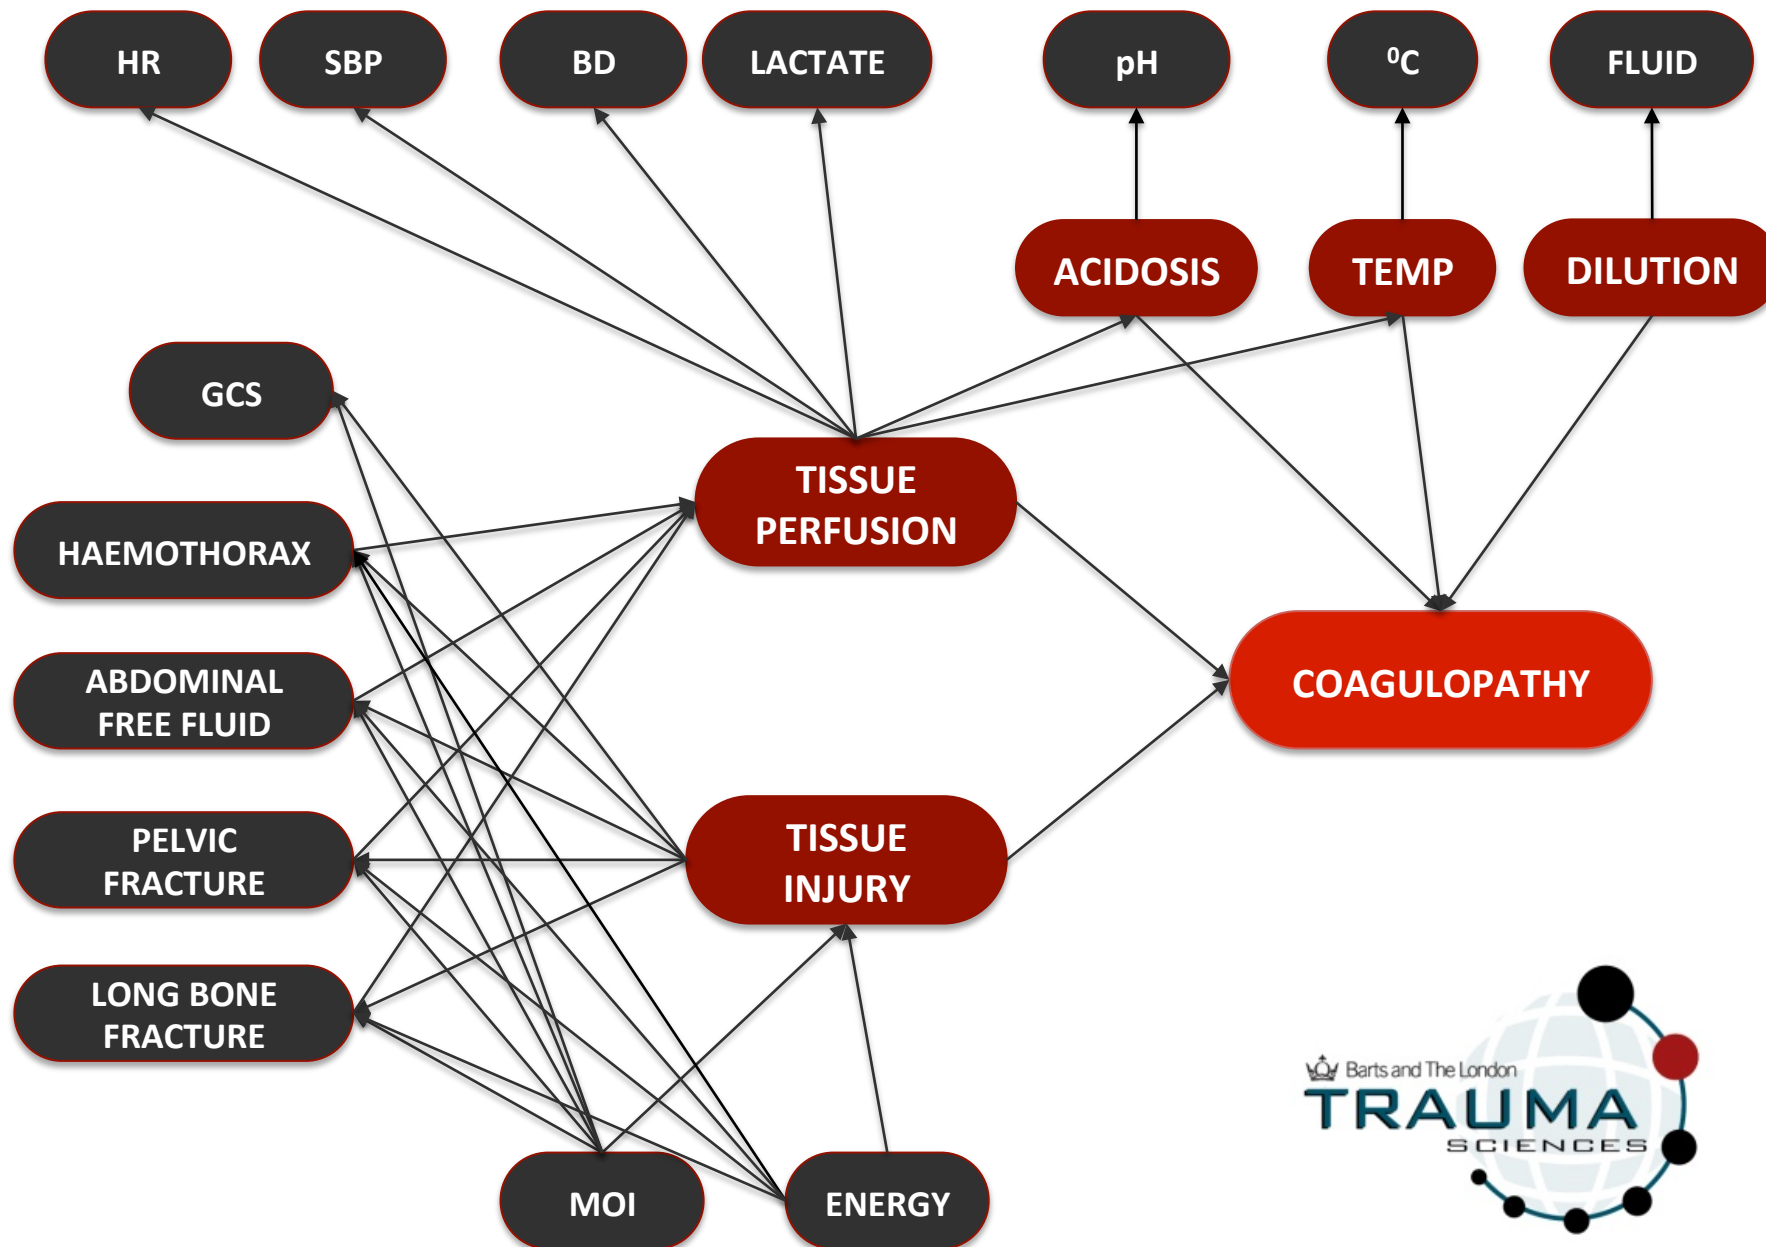 HR
SBP
BD
LACTATE
pH
⁰C
FLUID
ACIDOSIS
TEMP
DILUTION
GCS
TISSUE
PERFUSION
HAEMOTHORAX
ABDOMINAL
FREE FLUID
COAGULOPATHY
PELVIC
FRACTURE
TISSUE
INJURY
LONG BONE
FRACTURE
MOI
ENERGY
Barts and The London
TRAUMA
SCIENCES